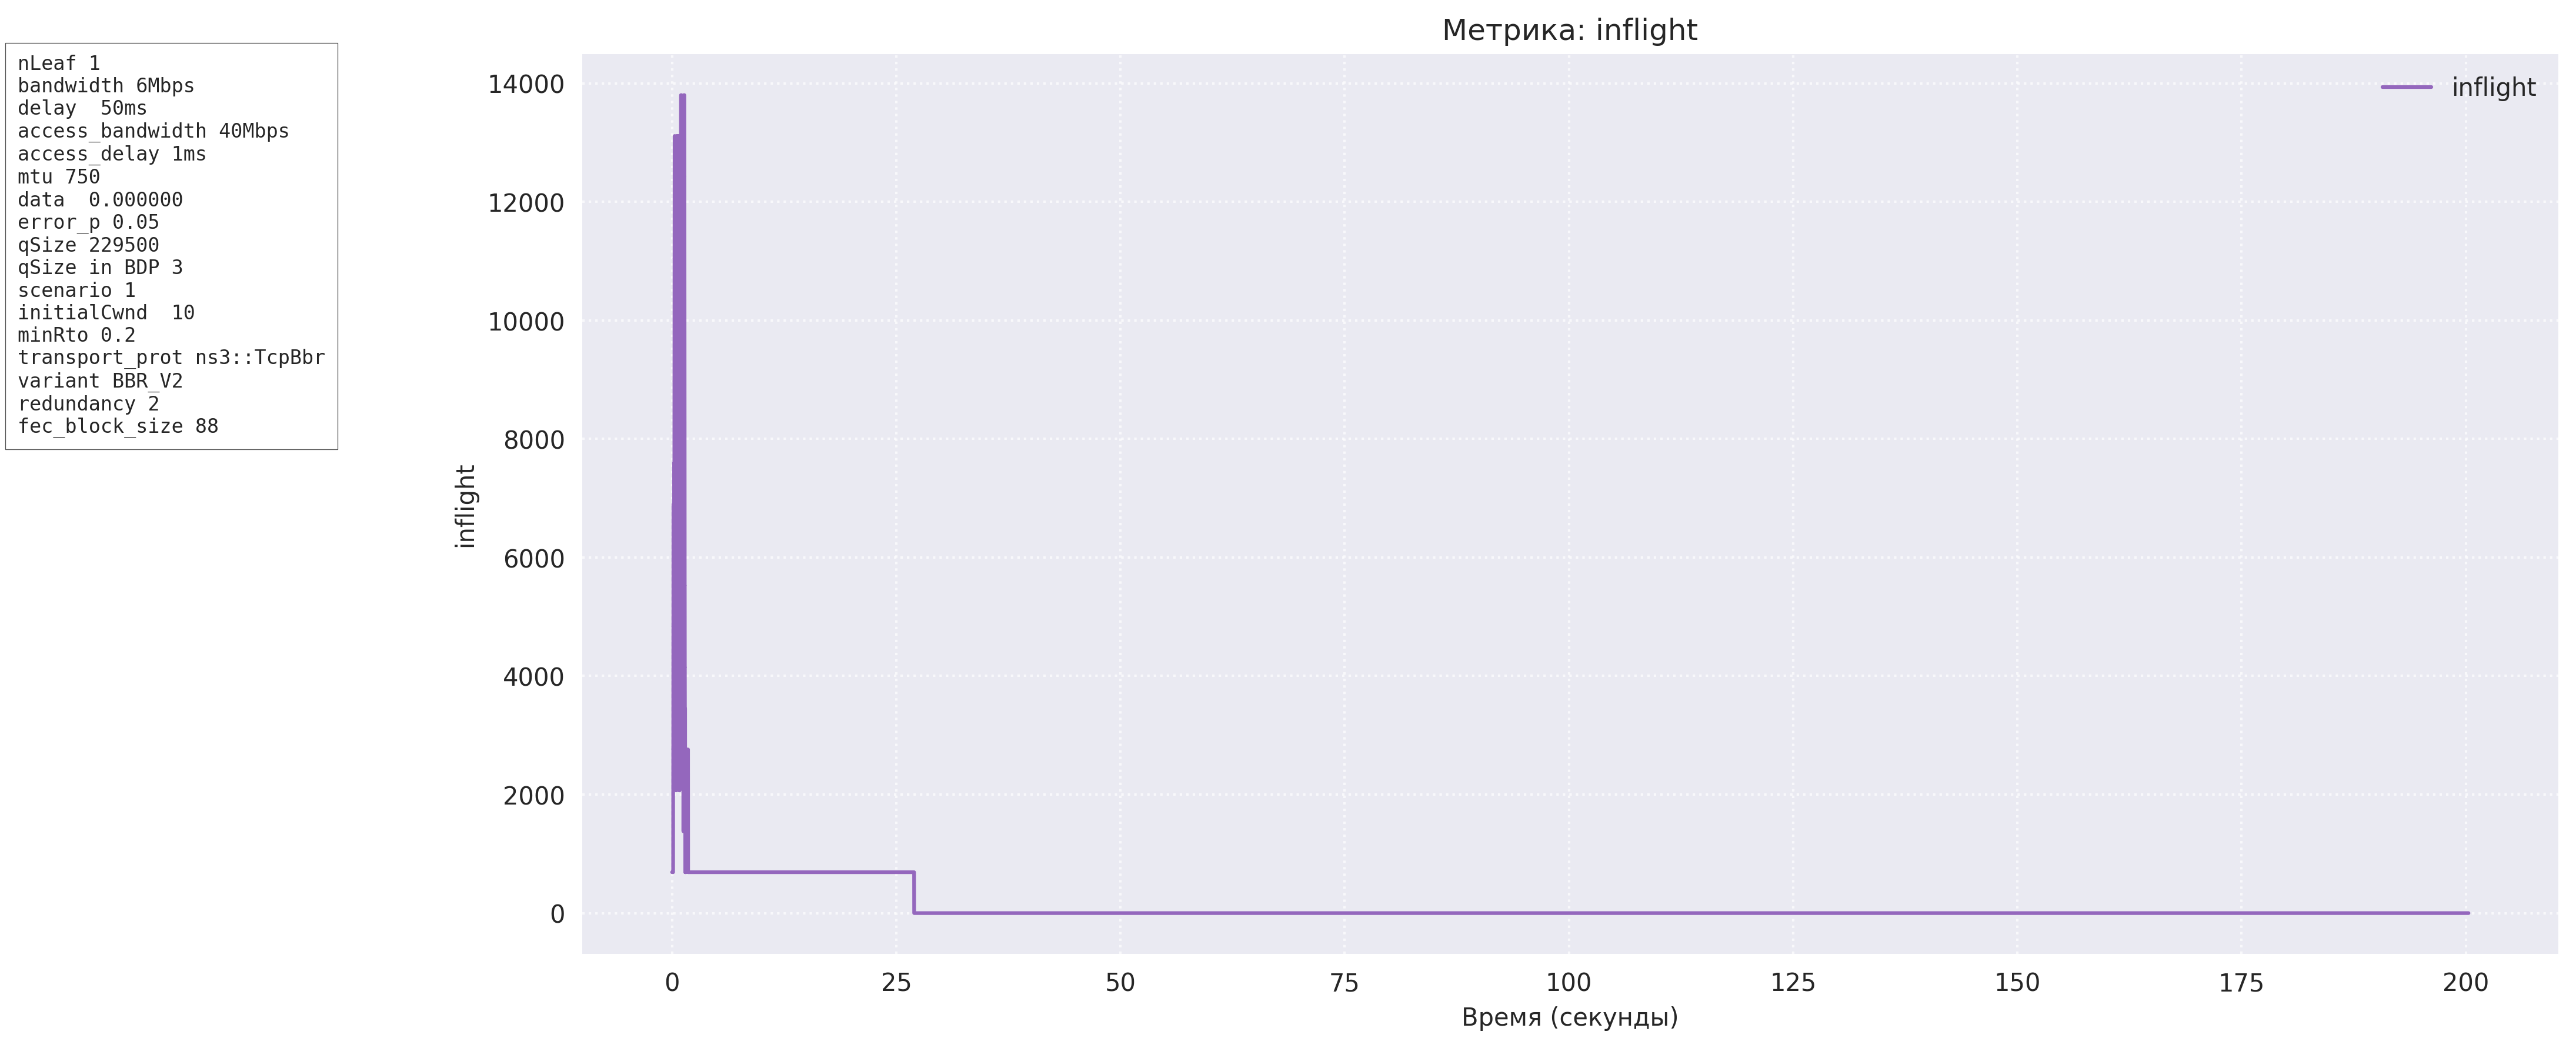 Метрика: inflight
nLeaf 1
bandwidth 6Mbps
delay  50ms
access_bandwidth 40Mbps
access_delay 1ms
mtu 750
data  0.000000
error_p 0.05
qSize 229500
qSize in BDP 3
scenario 1
initialCwnd  10
minRto 0.2
transport_prot ns3::TcpBbr
variant BBR_V2
redundancy 2
fec_block_size 88
inflight
14000
12000
10000
8000
6000
4000
2000
0
inflight
0 25 50 75 100 125 150 175 200
Время (секунды)